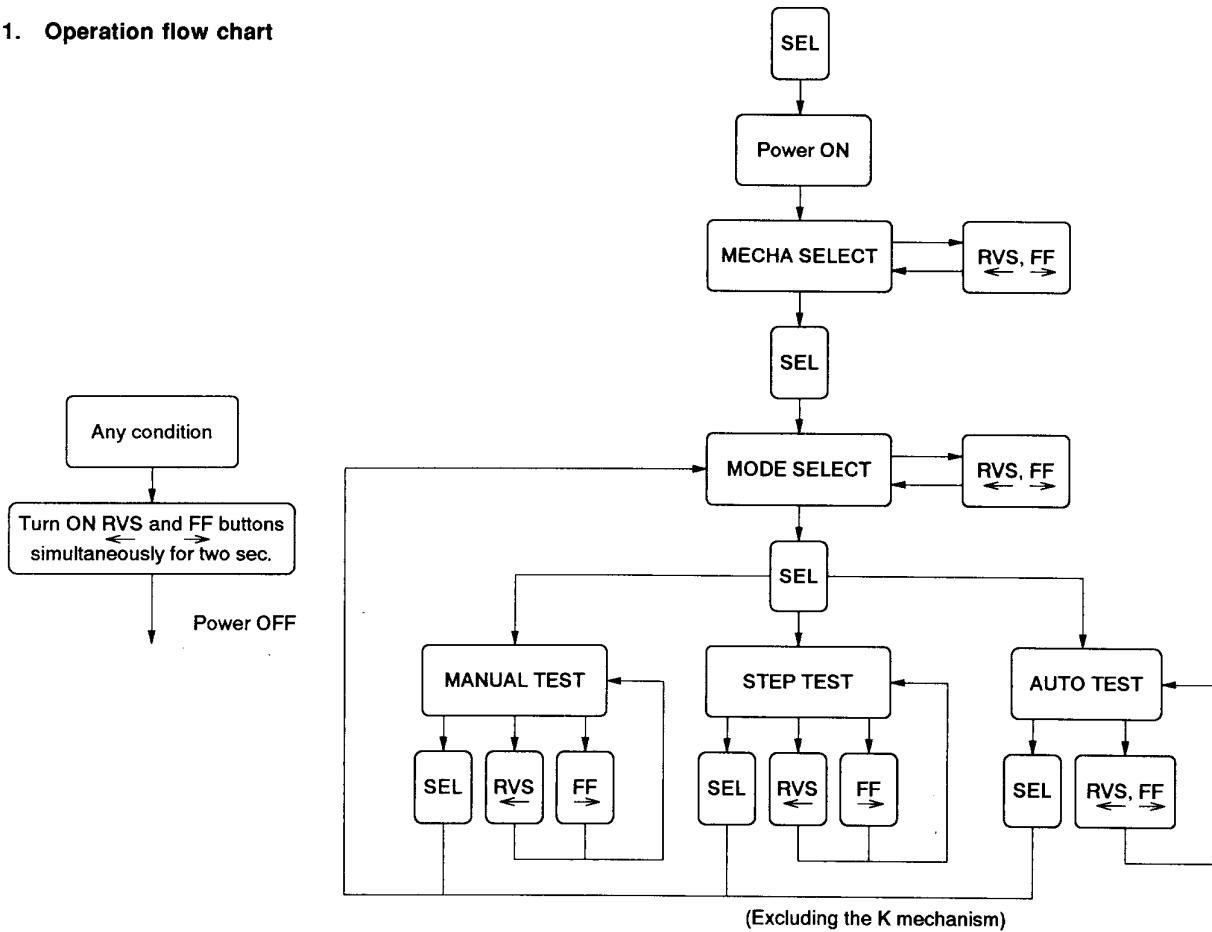 1. Operation flow chart
SEL
Power ON
MECHA SELECT
RVS, FF
← →
SEL
Any condition
MODE SELECT
RVS, FF
← →
Turn ON RVS and FF buttons
← →
simultaneously for two sec.
SEL
Power OFF
MANUAL TEST
STEP TEST
AUTO TEST
SEL
RVS
←
FF
→
SEL
RVS
←
FF
→
SEL
RVS, FF
← →
(Excluding the K mechanism)